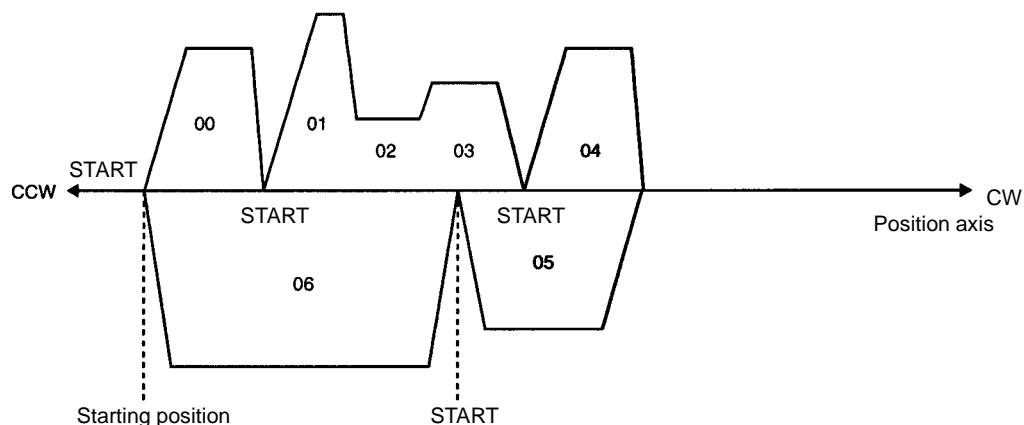 00
01
02
03
04
START
CCW
CW
START
START
Position axis
05
06
Starting position
START